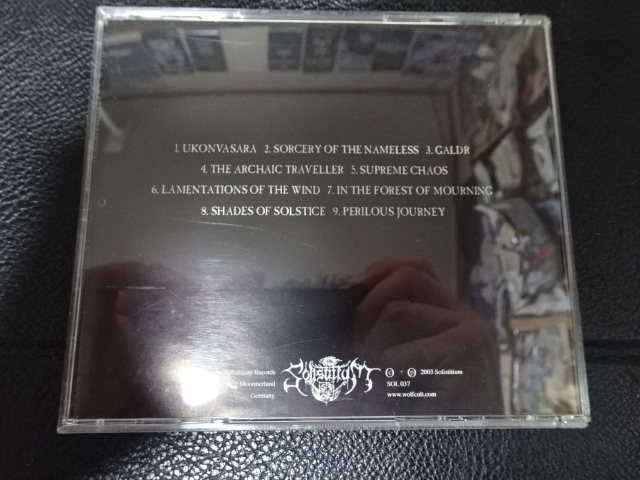 1. UKONVASARA 2. SORCERY OF THE NAMELESS 3. GALDR
4. THE ARCHAIC TRAVELLER 5. SUPREME CHAOS
6. LAMENTATIONS OF THE WIND 7. IN THE FOREST OF MOURNING
8. SHADES OF SOLSTICE 9. PERILOUS JOURNEY
Records
Moormerland
Germany
Solistitium
Ⓒ + Ⓟ 2003 Solistitium
SOL 037
www.wolfcult.com